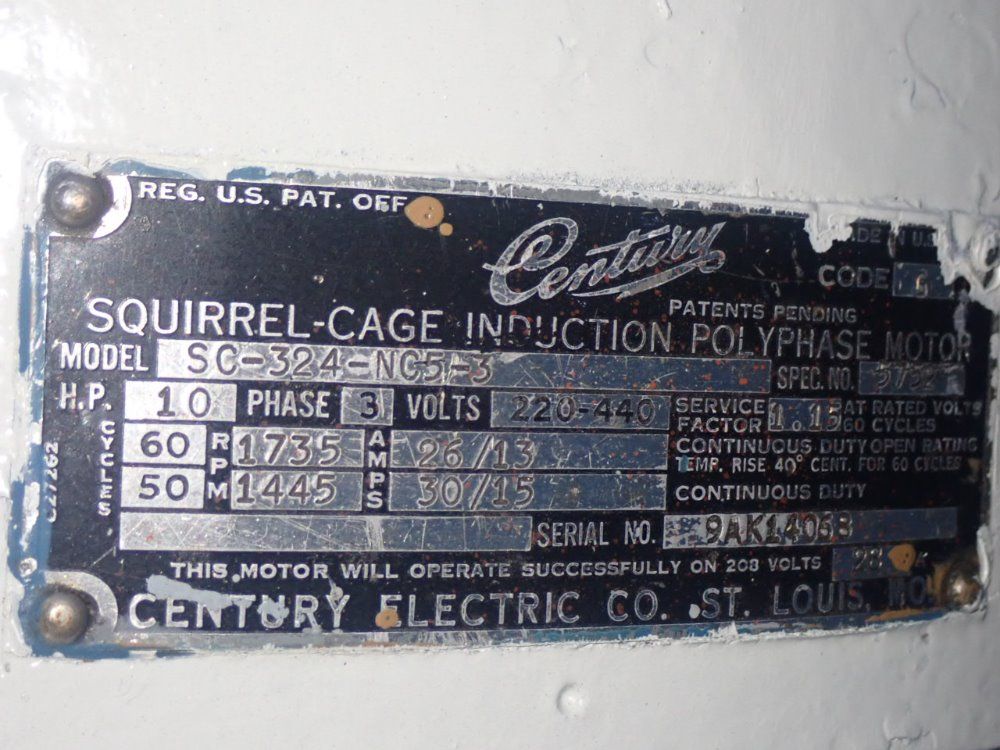 REG. U.S. PAT. OFF
Century
CODE
PATENTS PENDING
SQUIRREL-CAGE INDUCTION POLYPHASE MOTOR
MODEL SC-324-NG5-3 SPEC. NO.
H.P. 10 PHASE 3 VOLTS 220-440 SERVICE FACTOR 1.15 AT RATED VOLTS 60 CYCLES
CYCLES 60 RPM 1735 AMPS 26/13 CONTINUOUS DUTY OPEN RATING
TEMP. RISE 40° CENT. FOR 60 CYCLES
50 1445 30/15 CONTINUOUS DUTY
SERIAL NO. 9AKL4068
THIS MOTOR WILL OPERATE SUCCESSFULLY ON 208 VOLTS 28
CENTURY ELECTRIC CO. ST. LOUIS, MO.